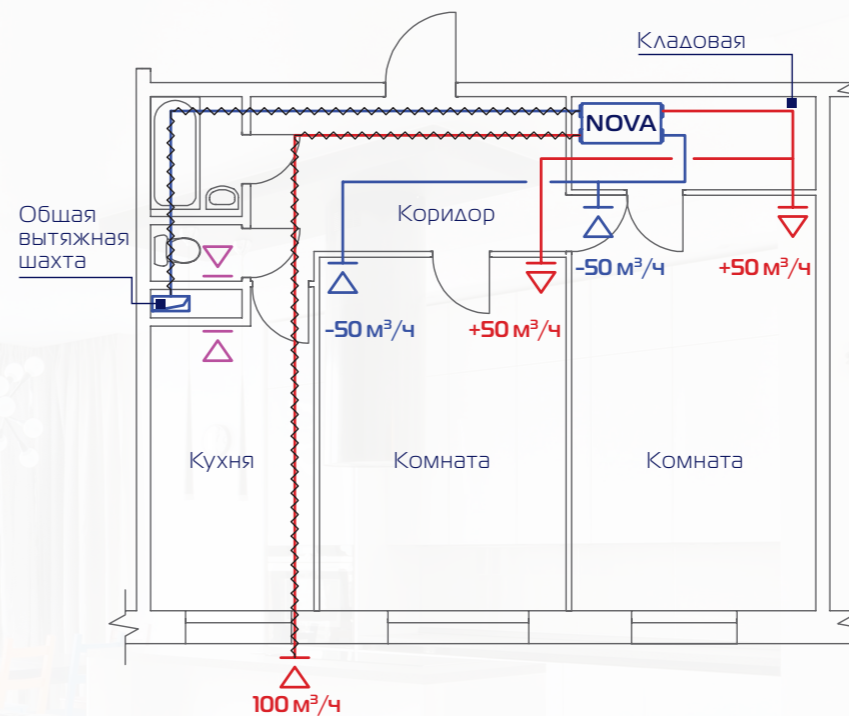 Кладовая
NOVA
Общая
вытяжная
шахта
Коридор
-50 м³/ч
+50 м³/ч
-50 м³/ч
+50 м³/ч
Кухня
Комната
Комната
100 м³/ч